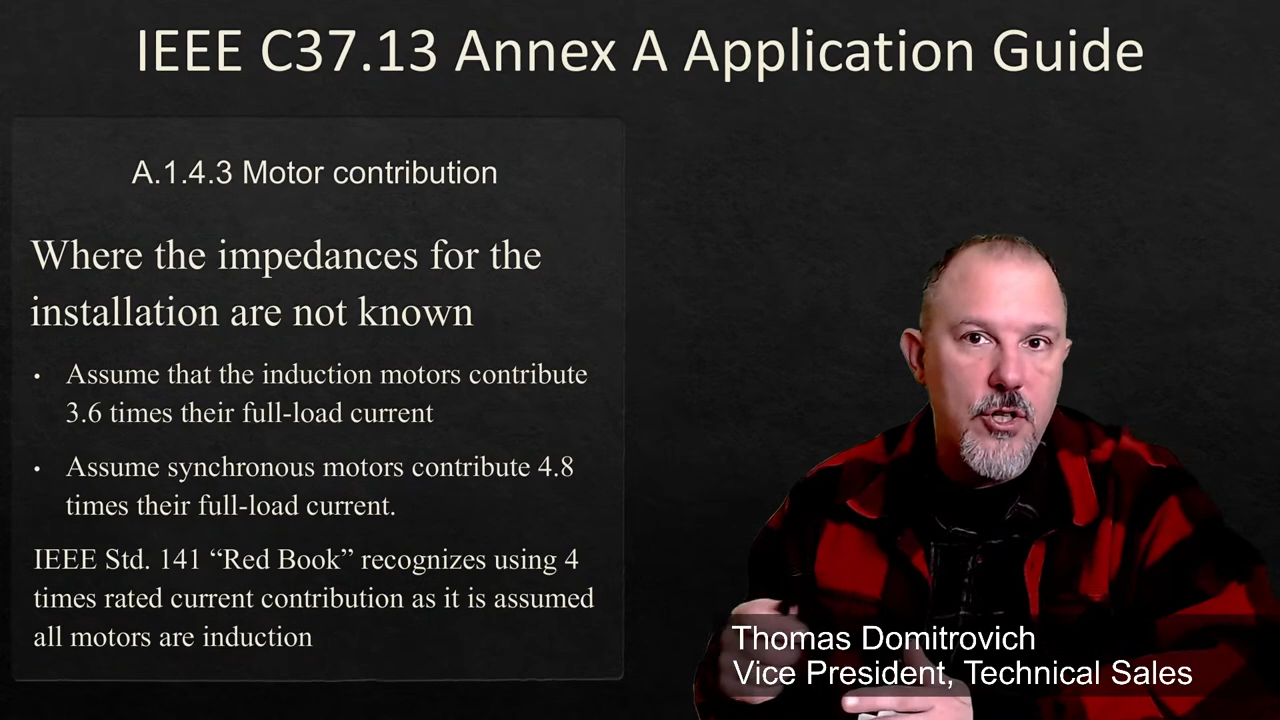 IEEE C37.13 Annex A Application Guide
A.1.4.3 Motor contribution
Where the impedances for the
installation are not known
• Assume that the induction motors contribute
3.6 times their full-load current
• Assume synchronous motors contribute 4.8
times their full-load current.
IEEE Std. 141 “Red Book” recognizes using 4
times rated current contribution as it is assumed
all motors are induction
Thomas Domitrovich
Vice President, Technical Sales